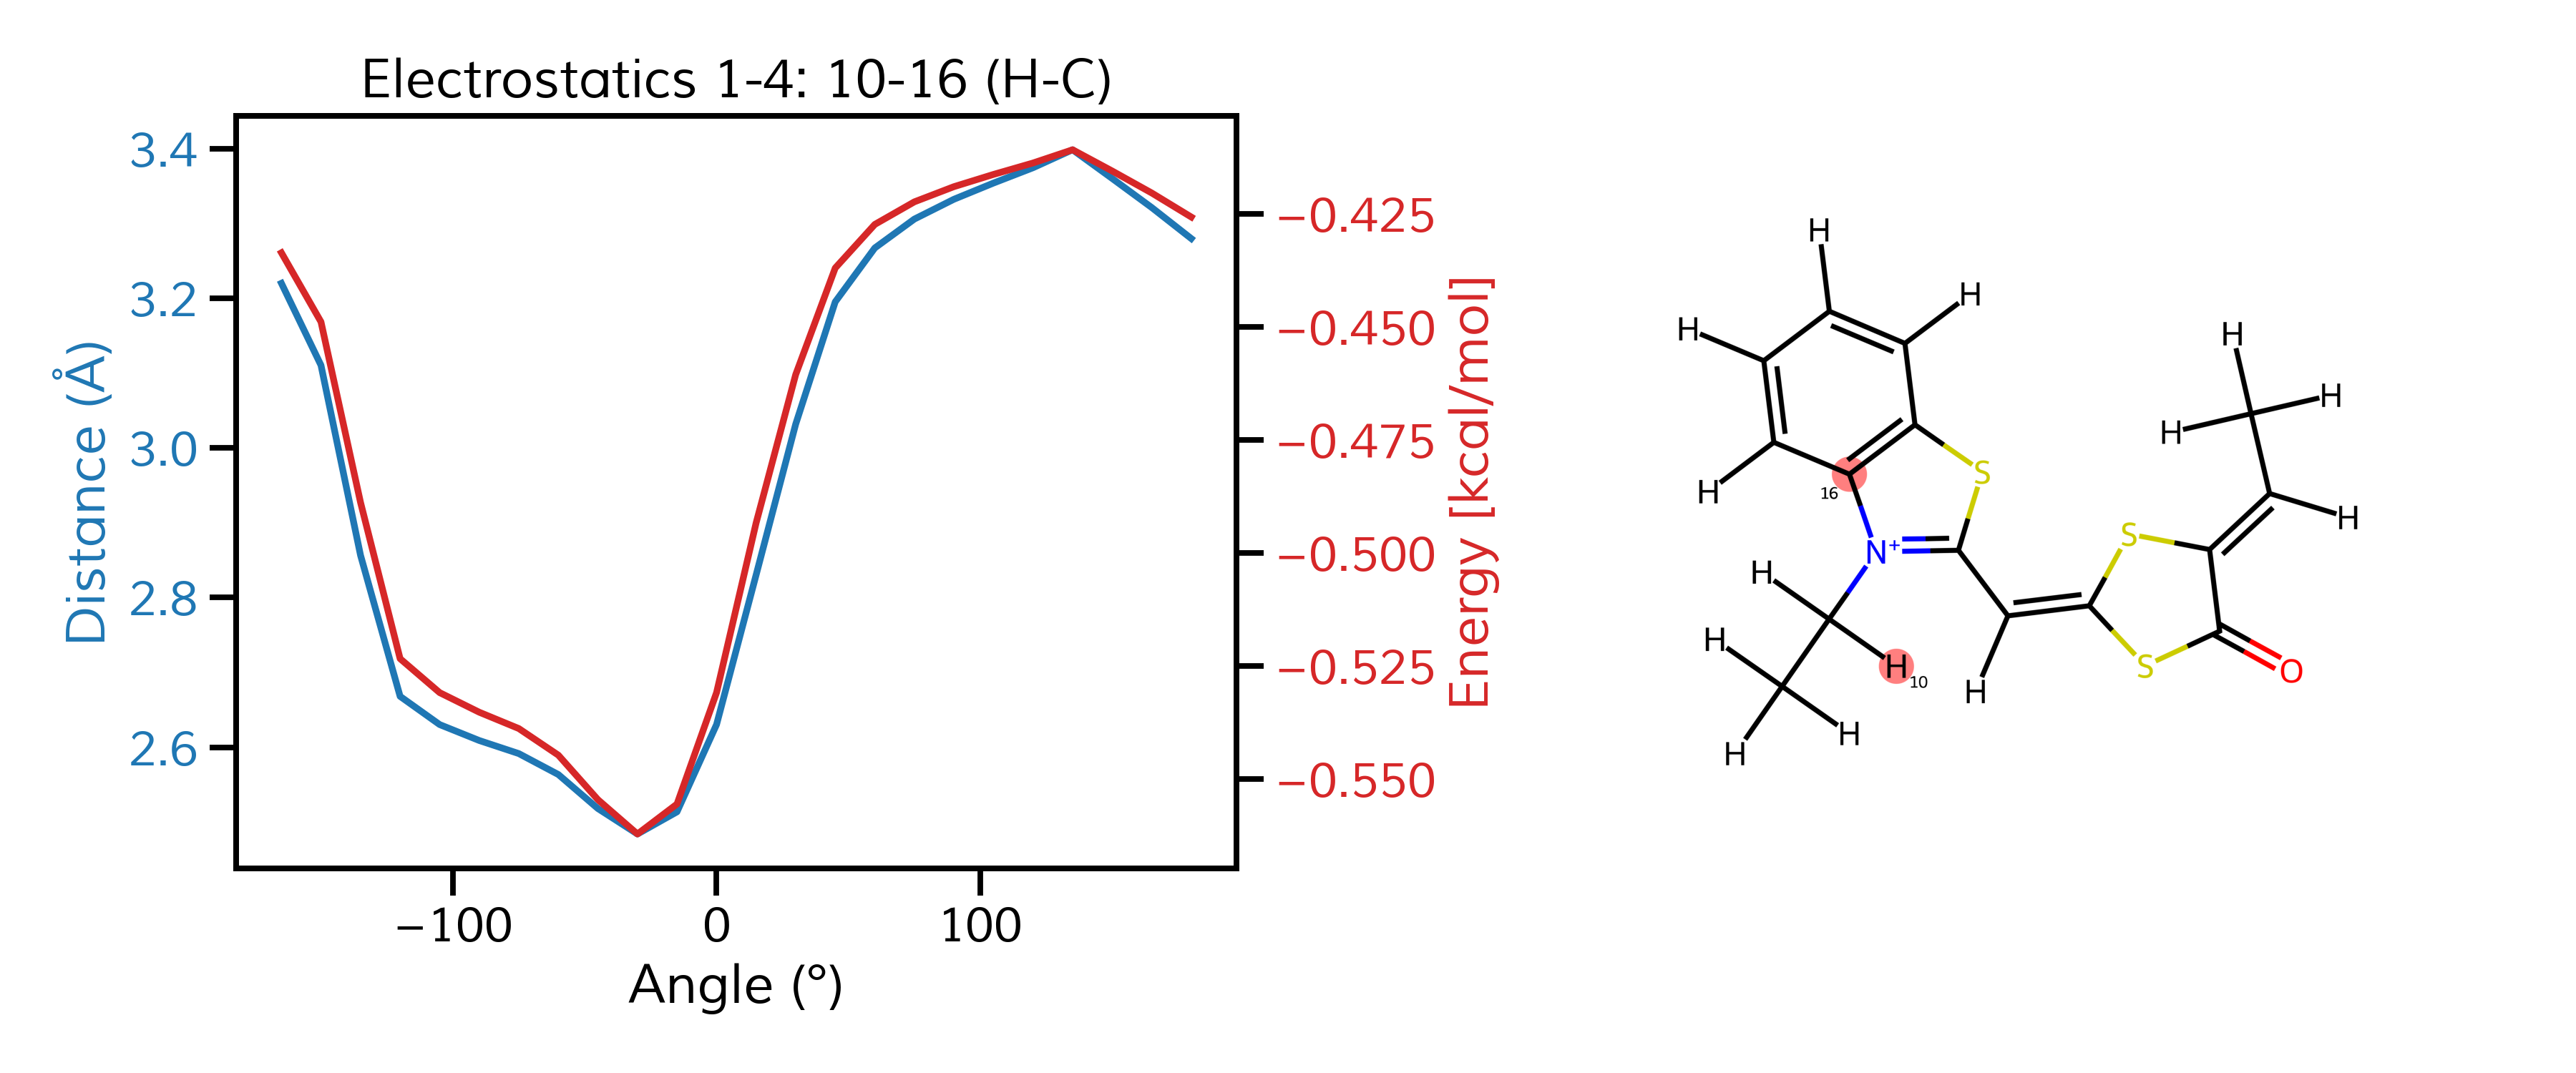 Electrostatics 1-4: 10-16 (H-C)
Distance (Å)
3.4
3.2
3.0
2.8
2.6
−0.425
−0.450
−0.475
−0.500
−0.525
−0.550
Energy [kcal/mol]
−100
0
100
Angle (°)
H
H
H
H
H
H
H
S
16
N+
S
H
H
H
H
10
S
O
H
H
H